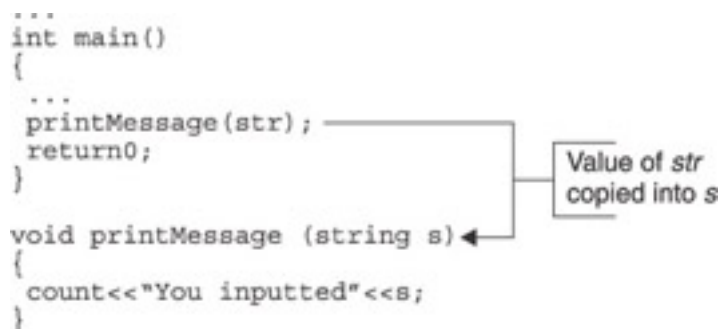 ...
int main()
{
...
printMessage(str);
return0;
}
Value of str
copied into s
void printMessage (string s)
{
count<<"You inputted"<<s;
}